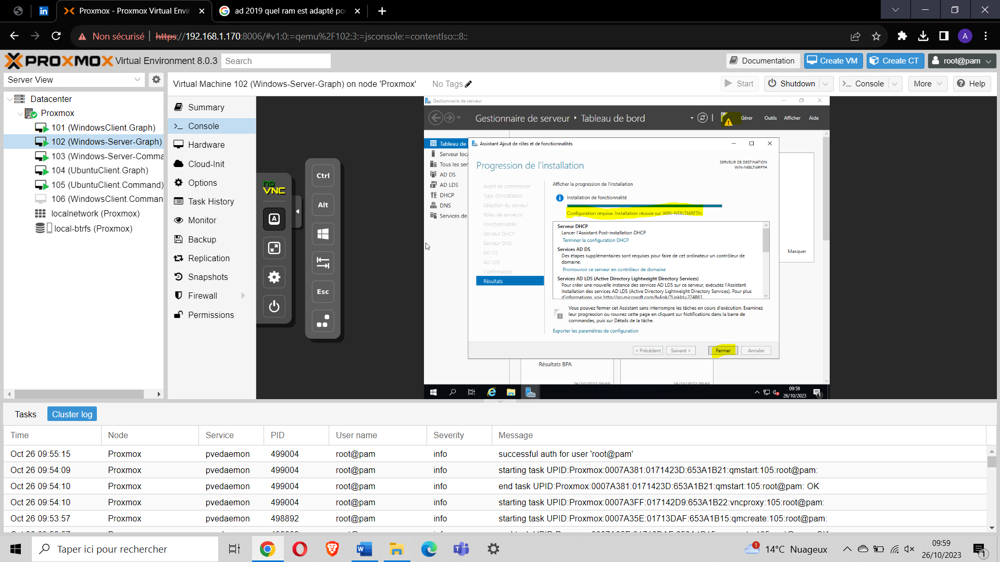 Proxmox - Proxmox Virtual Envir
ad 2019 quel ram est adapté po
Non sécurisé
https://192.168.1.170:8006/#v1:0:=qemu%2F102:3:=jsconsole:=contentIso:::8::
A
PROXMOX Virtual Environment 8.0.3
Search
Documentation
Create VM
Create CT
root@pam
Server View
Virtual Machine 102 (Windows-Server-Graph) on node 'Proxmox'
No Tags
Start
Shutdown
Console
More
Help
Datacenter
Proxmox
101 (WindowsClient.Graph)
102 (Windows-Server-Graph)
103 (Windows-Server-Comma
104 (UbuntuClient.Graph)
105 (UbuntuClient.Command)
106 (WindowsClient.Comman
localnetwork (Proxmox)
local-btrfs (Proxmox)
Summary
Console
Hardware
Cloud-Init
Options
Task History
Monitor
Backup
Replication
Snapshots
Firewall
Permissions
no
VNC
A
Ctrl
Alt
Esc
Gestionnaire de serveur
Gestionnaire de serveur
Tableau de bord
Gérer
Outils
Afficher
Aide
Tableau de
Serveur loca
Tous les ser
AD DS
AD LDS
DHCP
DNS
Services de
Assistant Ajout de rôles et de fonctionnalités
Progression de l'installation
SERVEUR DE DESTINATION
WIN-NE8LTI4RFTH
Avant de commencer
Type d'installation
Sélection du serveur
Rôles de serveurs
Fonctionnalités
Serveur DHCP
Serveur DNS
AD DS
AD LDS
Confirmation
Résultats
Afficher la progression de l'installation
Installation de fonctionnalité
Configuration requise. Installation réussie sur WIN-NE8LTI4RFTH.
Serveur DHCP
Lancer l'Assistant Post-installation DHCP
Terminer la configuration DHCP
Services AD DS
Des étapes supplémentaires sont requises pour faire de cet ordinateur un contrôleur de
domaine.
Promouvoir ce serveur en contrôleur de domaine
Services AD LDS (Active Directory Lightweight Directory Services)
Pour créer une nouvelle instance des services AD LDS sur ce serveur, exécutez l'Assistant
Installation des services AD LDS (Active Directory Lightweight Directory Services). Pour plus
d'informations, voir http://go.microsoft.com/fwlink/?LinkId=224861.
1
Vous pouvez fermer cet Assistant sans interrompre les tâches en cours d'exécution. Examinez
leur progression ou rouvrez cette page en cliquant sur Notifications dans la barre de
commandes, puis sur Détails de la tâche.
Exporter les paramètres de configuration
< Précédent
Suivant >
Fermer
Annuler
Masquer
Résultats BPA
26/10/2023 09:59
26/10/2023 09:59
09:59
26/10/2023
1
Tasks
Cluster log
Time Node Service PID User name Severity Message
Oct 26 09:55:15 Proxmox pvedaemon 499004 root@pam info successful auth for user 'root@pam'
Oct 26 09:54:09 Proxmox pvedaemon 499004 root@pam info starting task UPID:Proxmox:0007A381:0171423D:653A1B21:qmstart:105:root@pam:
Oct 26 09:54:10 Proxmox pvedaemon 499004 root@pam info end task UPID:Proxmox:0007A381:0171423D:653A1B21:qmstart:105:root@pam: OK
Oct 26 09:54:10 Proxmox pvedaemon 499004 root@pam info starting task UPID:Proxmox:0007A3FF:017142D9:653A1B22:vncproxy:105:root@pam:
Oct 26 09:53:57 Proxmox pvedaemon 498892 root@pam info starting task UPID:Proxmox:0007A35E:01713DAF:653A1B15:qmcreate:105:root@pam:
Taper ici pour rechercher
1
14°C Nuageux
09:59
26/10/2023
1